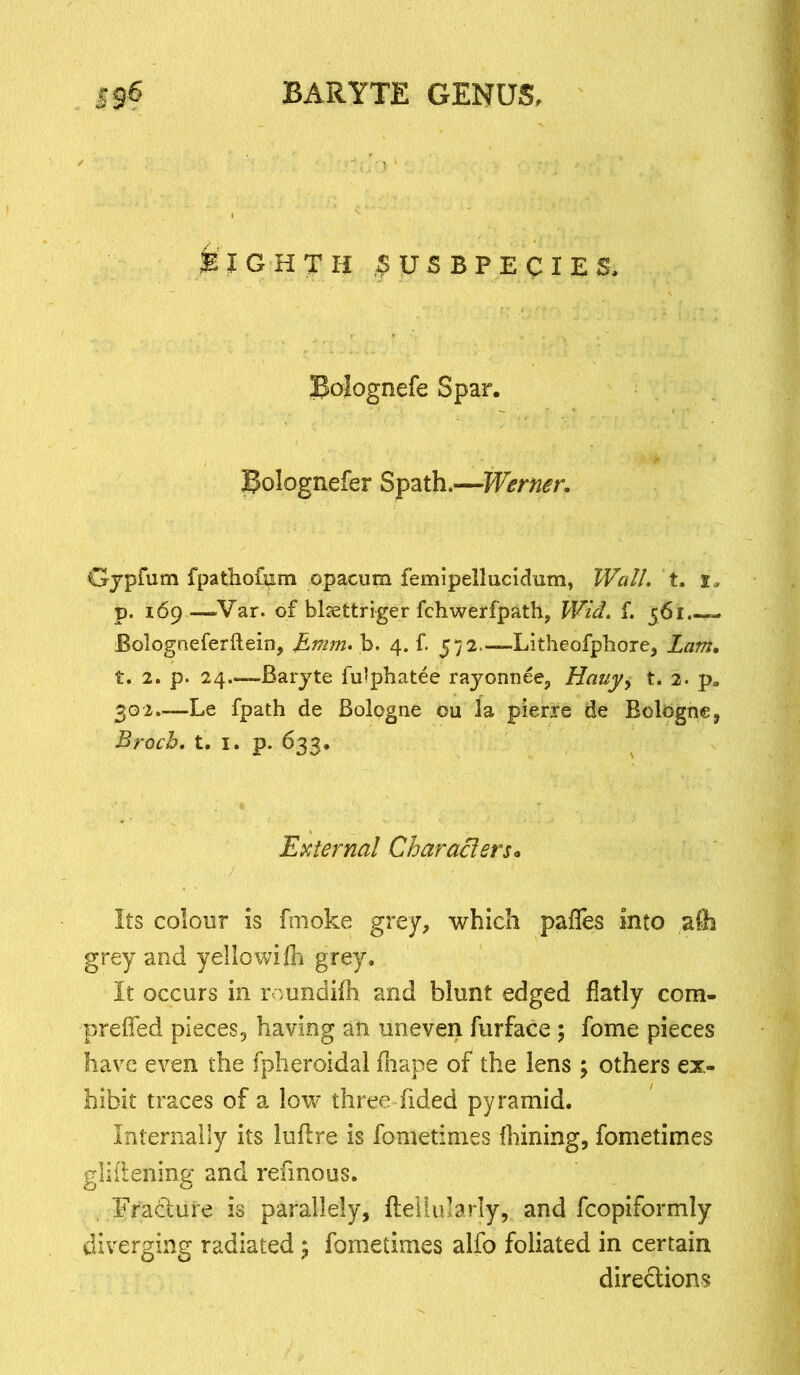 596 BARYTE GENUS,
EIGHTH SUSBPECIES.
Bolognefe Spar.
Bolognefer Spath.—Werner.
Gypfum fpathofum opacum femipellucidum, Wall. t. 1.
p. 169.—Var. of blættriger fchwerfpath, Wid. f. 561.—
Bologneferftein, Emm. b. 4. f. 572.—Litheofphore, Lam.
t. 2. p. 24.—Baryte fulphatée rayonnée, Hauy, t. 2. p.
302.—Le fpath de Bologne ou la pierre de Bologne,
Broch. t. 1. p. 633.
External Characters.
Its colour is fmoke grey, which paffes into afh
grey and yellowifh grey.
It occurs in roundifh and blunt edged flatly com-
preffed pieces, having an uneven furface ; fome pieces
have even the fpheroidal fhape of the lens ; others ex-
hibit traces of a low three-fided pyramid.
Internally its luftre is fometimes fhining, fometimes
gliftening and refinous.
Fracture is parallely, ftellularly, and fcopiformly
diverging radiated ; fometimes alfo foliated in certain
directions